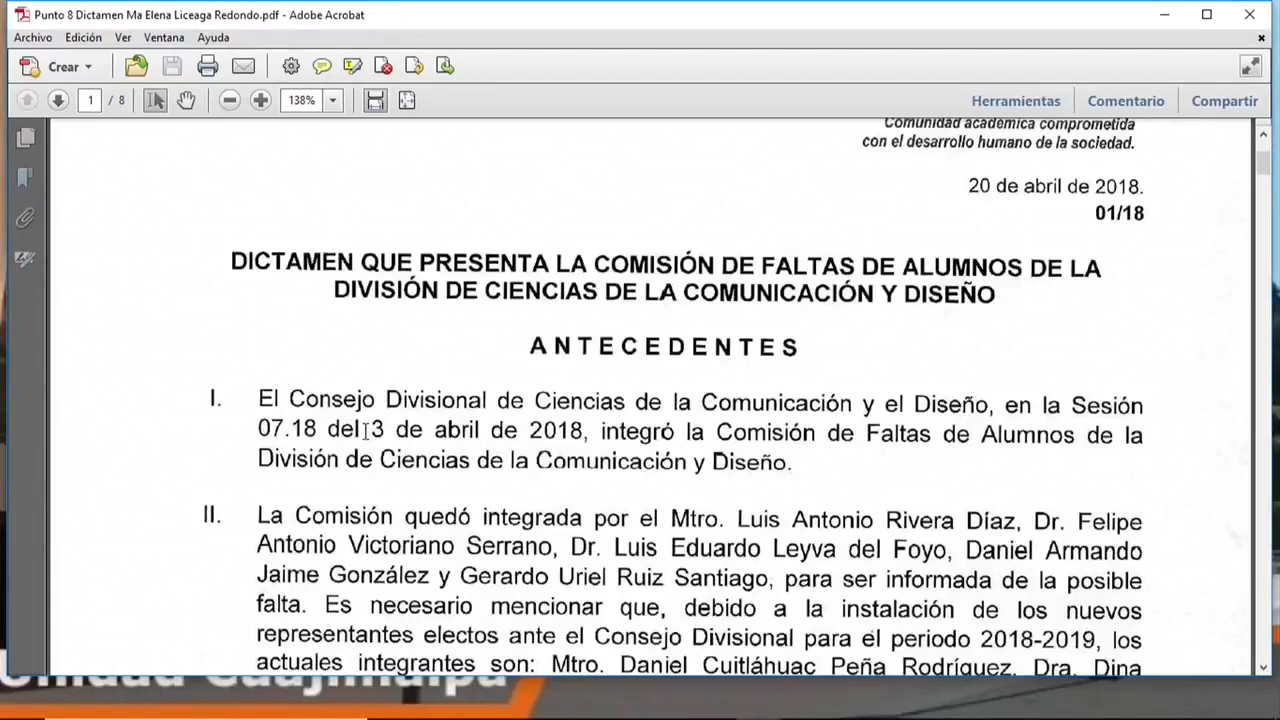 Punto 8 Dictamen Ma Elena Liceaga Redondo.pdf - Adobe Acrobat
Archivo Edición Ver Ventana Ayuda
Crear
1 / 8 138% Herramientas Comentario Compartir
Comunidad académica comprometida
con el desarrollo humano de la sociedad.
20 de abril de 2018.
01/18
DICTAMEN QUE PRESENTA LA COMISIÓN DE FALTAS DE ALUMNOS DE LA
DIVISIÓN DE CIENCIAS DE LA COMUNICACIÓN Y DISEÑO
A N T E C E D E N T E S
I. El Consejo Divisional de Ciencias de la Comunicación y el Diseño, en la Sesión
07.18 del 3 de abril de 2018, integró la Comisión de Faltas de Alumnos de la
División de Ciencias de la Comunicación y Diseño.
II. La Comisión quedó integrada por el Mtro. Luis Antonio Rivera Díaz, Dr. Felipe
Antonio Victoriano Serrano, Dr. Luis Eduardo Leyva del Foyo, Daniel Armando
Jaime González y Gerardo Uriel Ruiz Santiago, para ser informada de la posible
falta. Es necesario mencionar que, debido a la instalación de los nuevos
representantes electos ante el Consejo Divisional para el periodo 2018-2019, los
actuales integrantes son: Mtro. Daniel Cuitláhuac Peña Rodríguez, Dra. Dina
Unidad Cuajimalpa